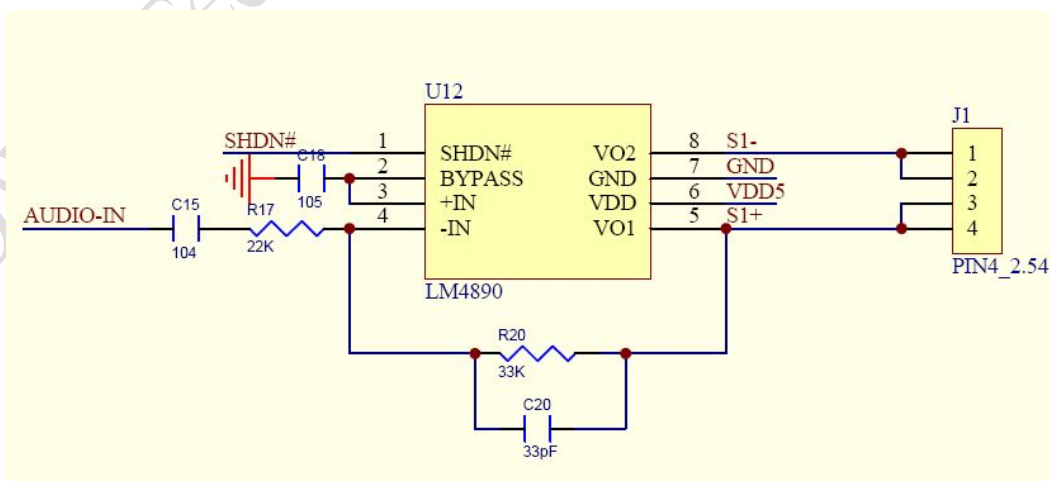 U12
J1
SHDN# 1 SHDN# VO2 8 S1- 1
C18 2 BYPASS GND 7 GND 2
105 3 +IN VDD 6 VDD5 3
AUDIO-IN C15 R17 4 -IN VO1 5 S1+ 4
104 22K
LM4890
PIN4_2.54
R20
33K
C20
33pF